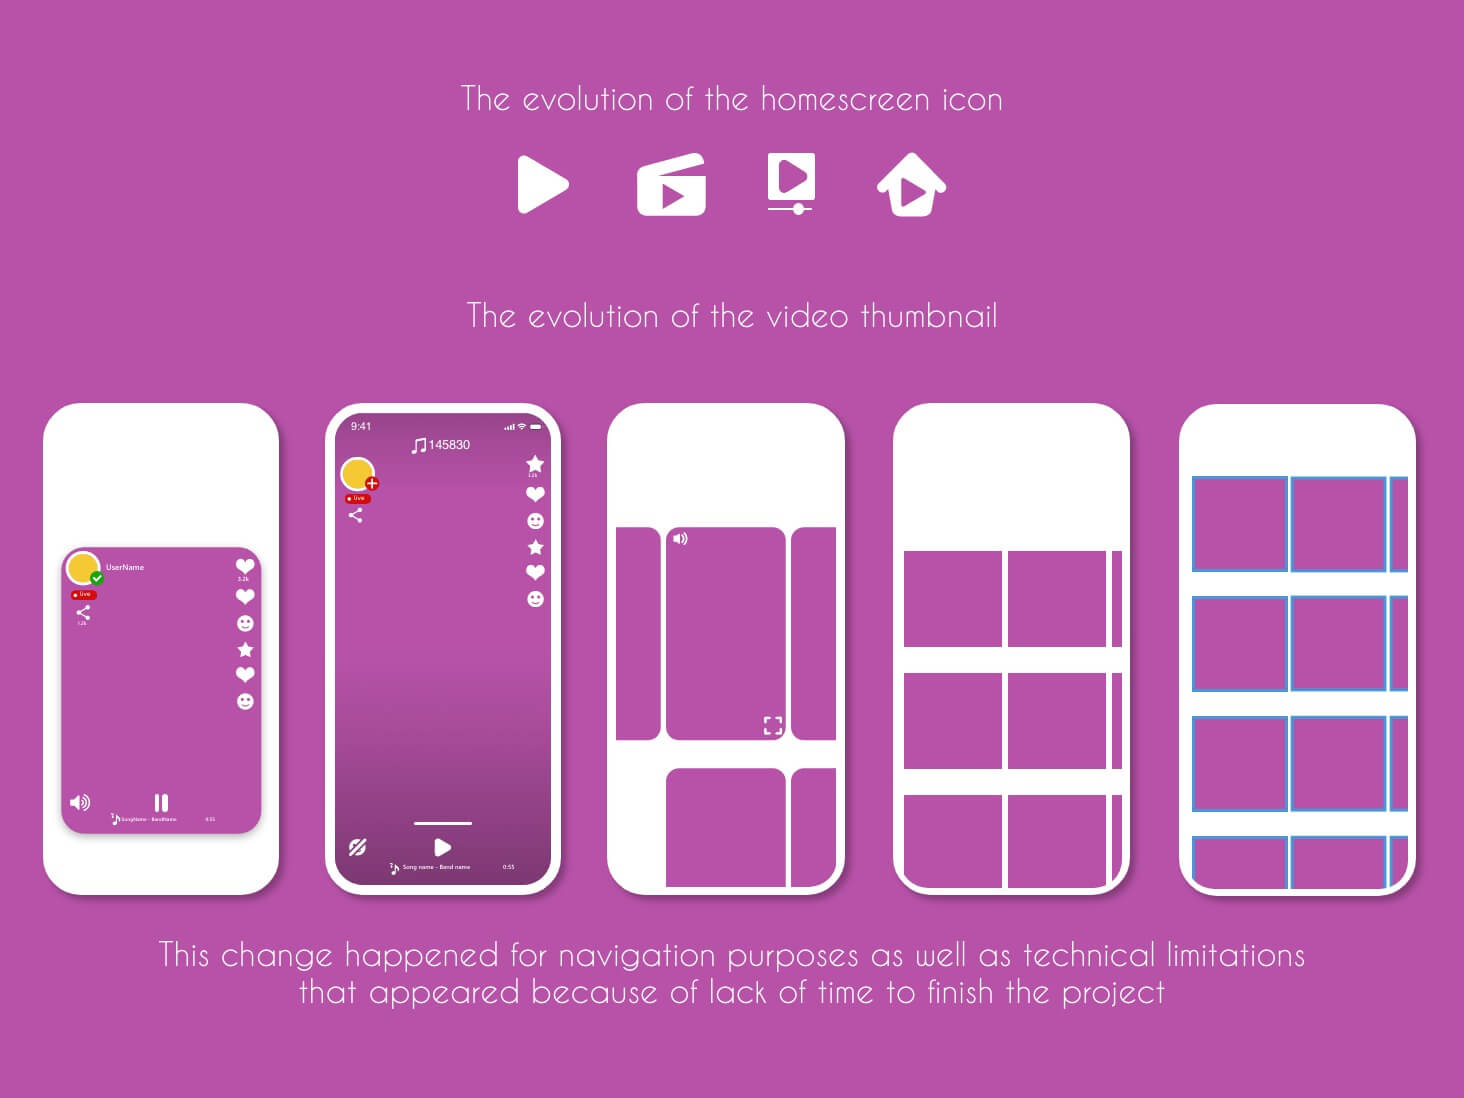 The evolution of the homescreen icon
The evolution of the video thumbnail
UserName
live
1.2k
3.2k
SongName - BandName
0:55
9:41
145830
live
1.2k
Song name - Band name
0:55
This change happened for navigation purposes as well as technical limitations
that appeared because of lack of time to finish the project